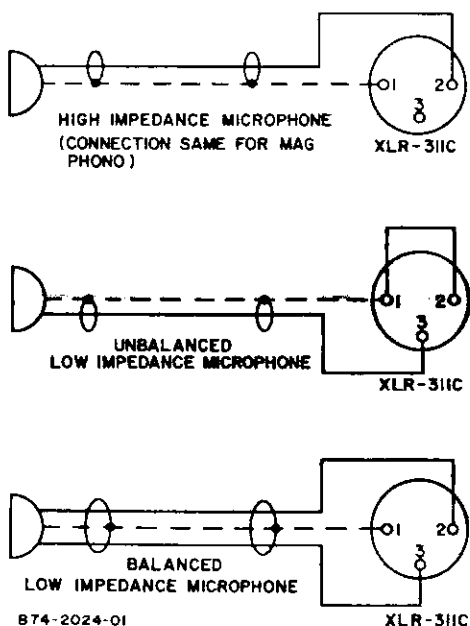 1 2
3
HIGH IMPEDANCE MICROPHONE
(CONNECTION SAME FOR MAG
PHONO)
XLR-311C
1 2
3
UNBALANCED
LOW IMPEDANCE MICROPHONE
XLR-311C
1 2
3
BALANCED
LOW IMPEDANCE MICROPHONE
B74-2024-01
XLR-311C